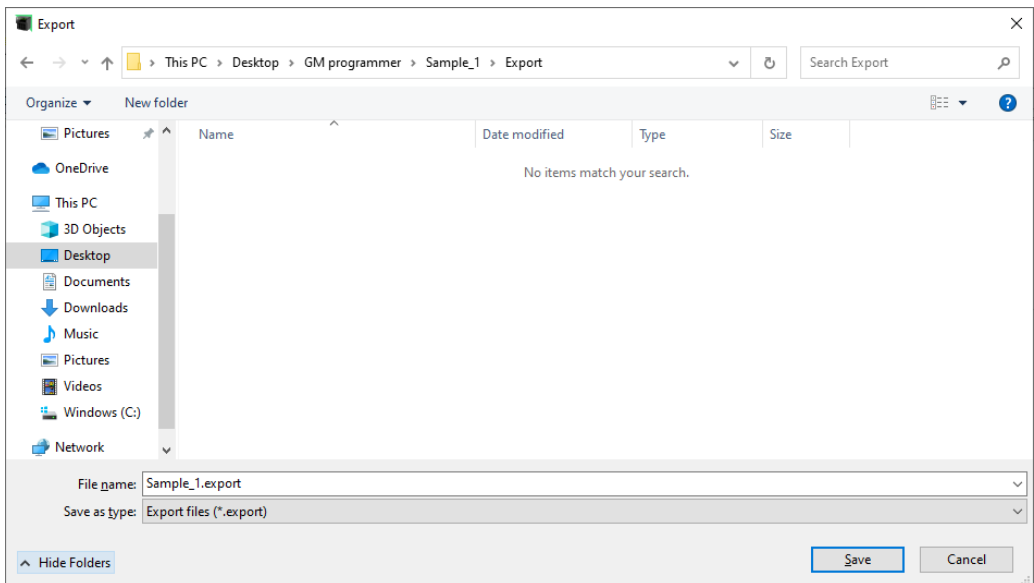 Export
This PC > Desktop > GM programmer > Sample_1 > Export
Search Export
Organize
New folder
Name
Date modified
Type
Size
No items match your search.
Pictures
OneDrive
This PC
3D Objects
Desktop
Documents
Downloads
Music
Pictures
Videos
Windows (C:)
Network
File name: Sample_1.export
Save as type: Export files (*.export)
Hide Folders
Save
Cancel